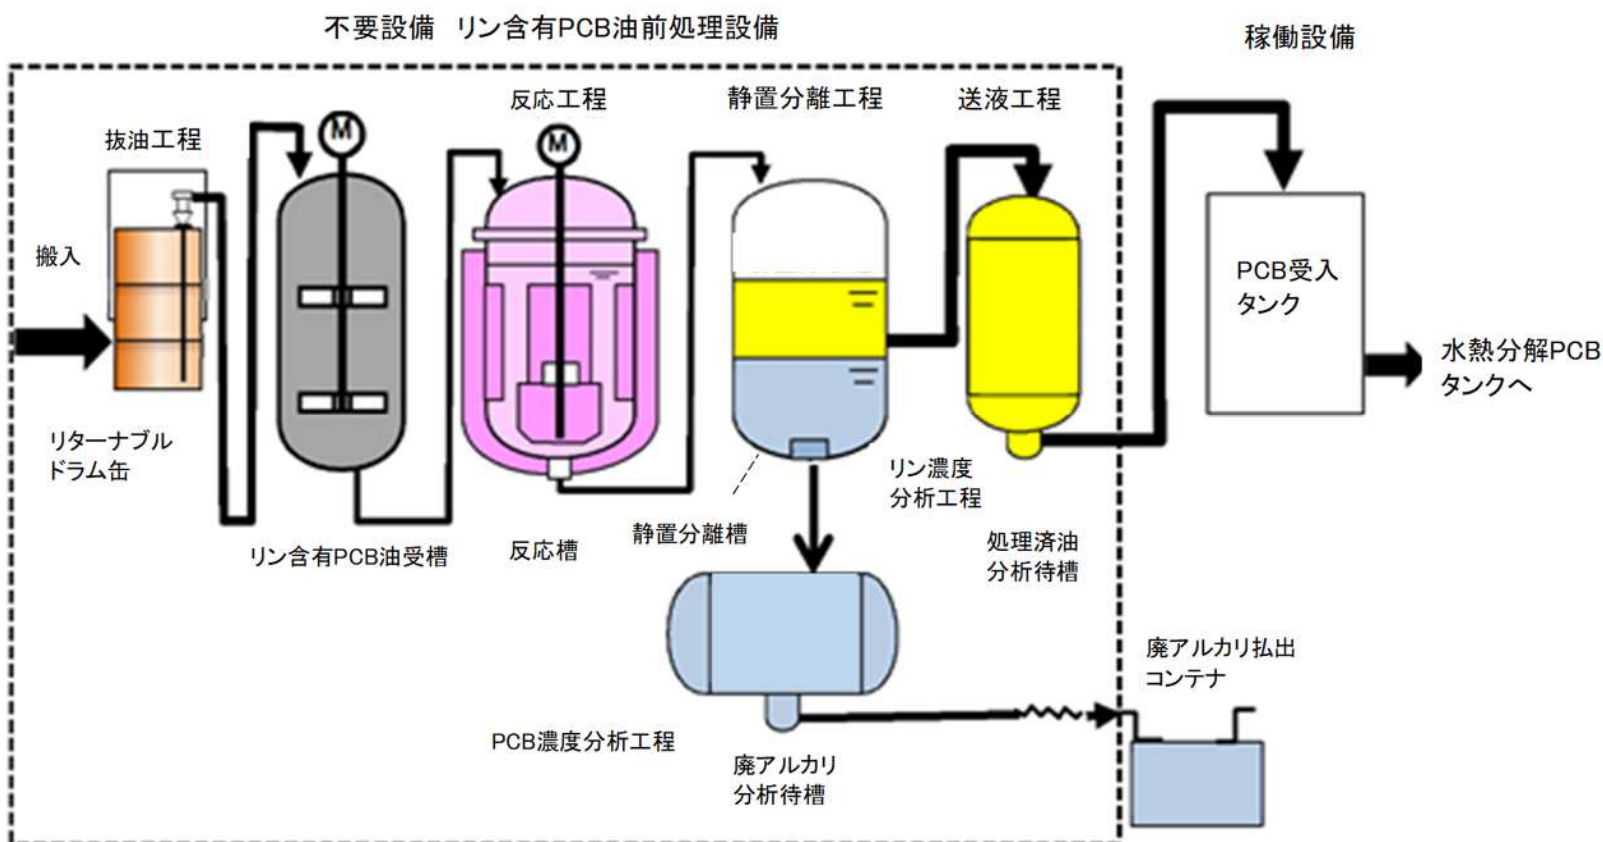 不要設備　リン含有PCB油前処理設備
稼働設備
反応工程
静置分離工程
送液工程
抜油工程
M
M
搬入
PCB受入
タンク
水熱分解PCB
タンクへ
リターナブル
ドラム缶
リン含有PCB油受槽
反応槽
静置分離槽
リン濃度
分析工程
処理済油
分析待槽
廃アルカリ払出
コンテナ
PCB濃度分析工程
廃アルカリ
分析待槽